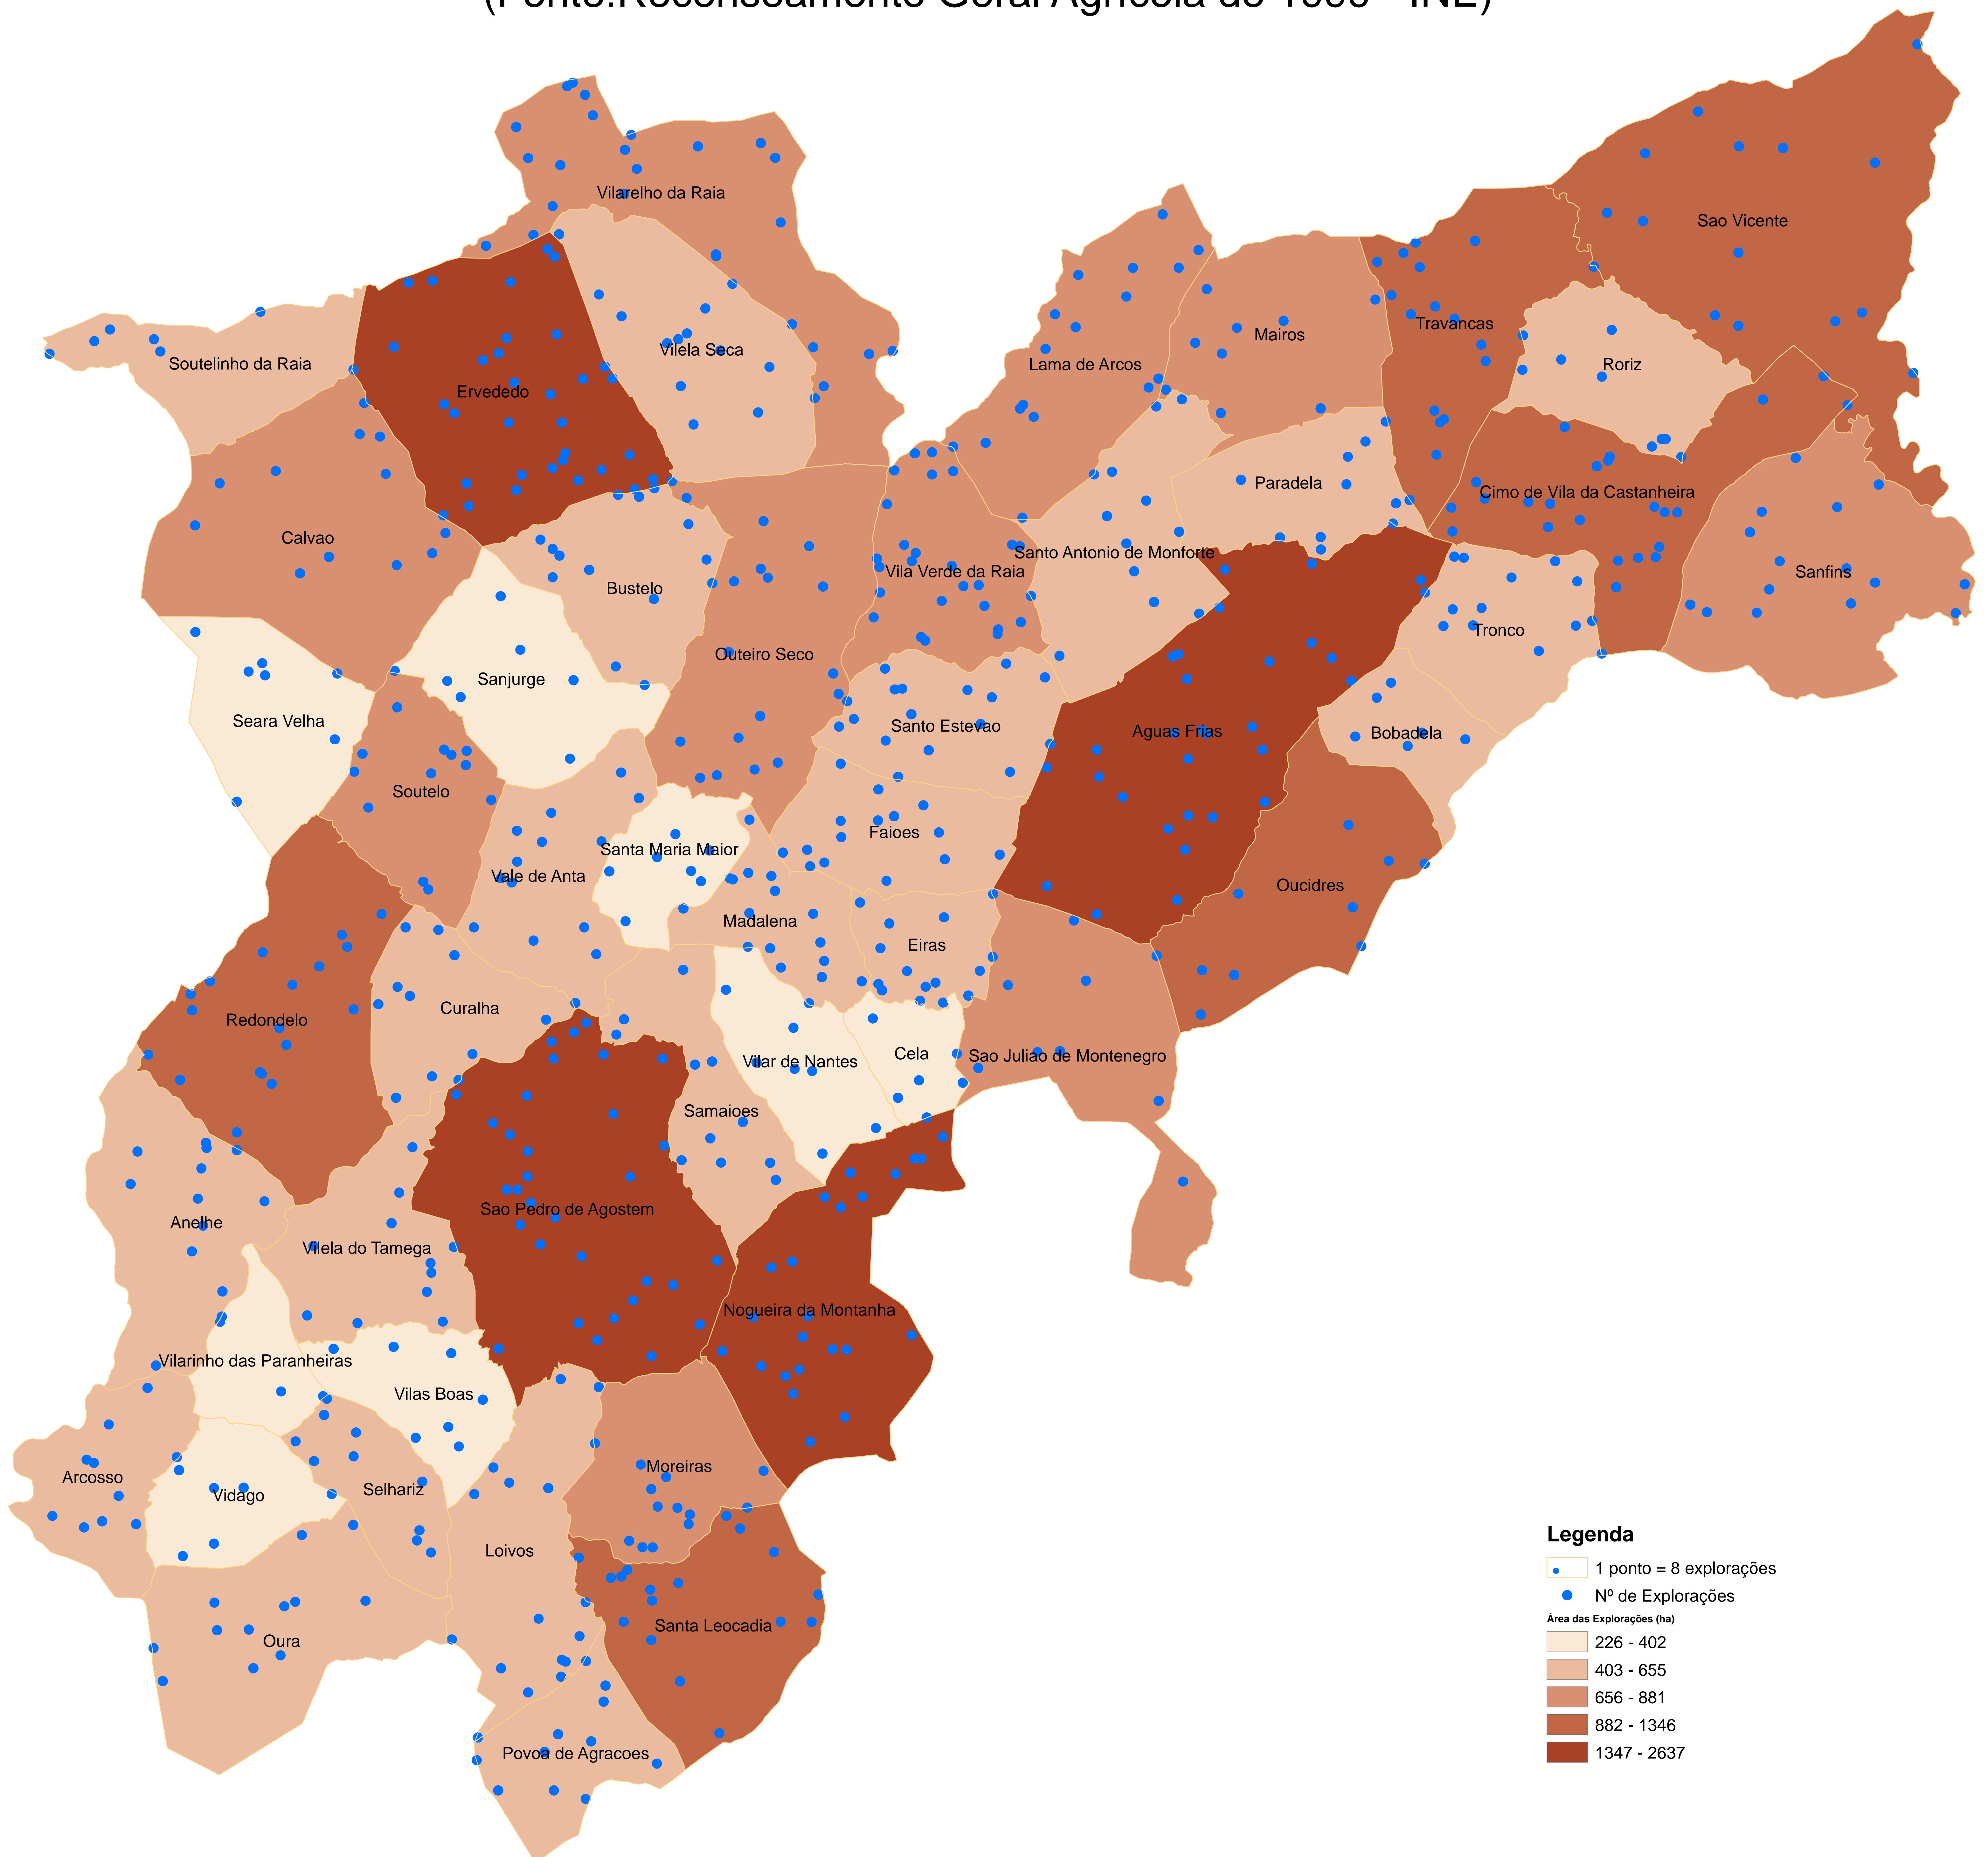 Vilarelho da Raia
Sao Vicente
Travancas
Mairos
Vilela Seca
Soutelinho da Raia
Lama de Arcos
Roriz
Ervededo
Paradela
Cimo de Vila da Castanheira
Calvao
Santo Antonio de Monforte
Vila Verde da Raia
Sanfins
Bustelo
Tronco
Outeiro Seco
Sanjurge
Seara Velha
Santo Estevao
Aguas Frias
Bobadela
Soutelo
Faioes
Santa Maria Maior
Vale de Anta
Oucidres
Madalena
Eiras
Curalha
Redondelo
Cela
Sao Juliao de Montenegro
Vilar de Nantes
Samaioes
Sao Pedro de Agostem
Anelhe
Vilela do Tamega
Nogueira da Montanha
Vilarinho das Paranheiras
Vilas Boas
Moreiras
Arcosso
Selhariz
Vidago
Loivos
Santa Leocadia
Oura
Povoa de Agracoes
Legenda
1 ponto = 8 explorações
Nº de Explorações
Área das Explorações (ha)
226 - 402
403 - 655
656 - 881
882 - 1346
1347 - 2637